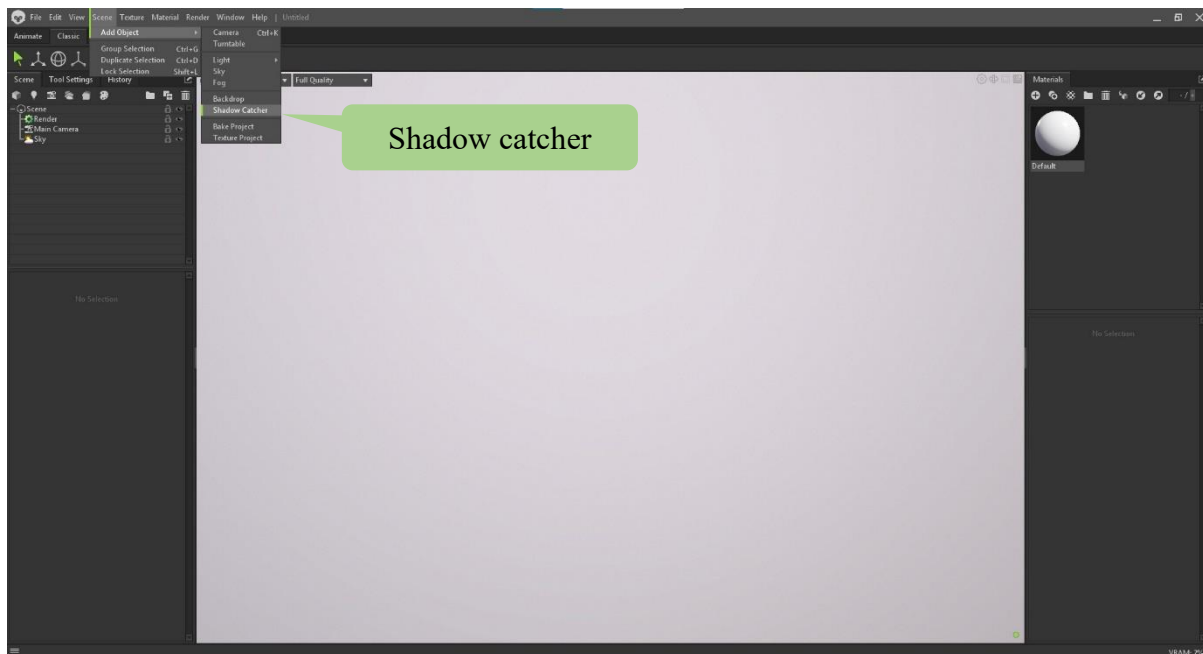 File Edit View Scene Texture Material Render Window Help | Untitled
Animate Classic
Add Object
Group Selection Ctrl+G
Duplicate Selection Ctrl+D
Lock Selection Shift+L
Camera Ctrl+K
Turntable
Light
Sky
Fog
Backdrop
Shadow Catcher
Bake Project
Texture Project
Shadow catcher
Scene Tool Settings History
Full Quality
Scene
Render
Main Camera
Sky
No Selection
Materials
Default
No Selection